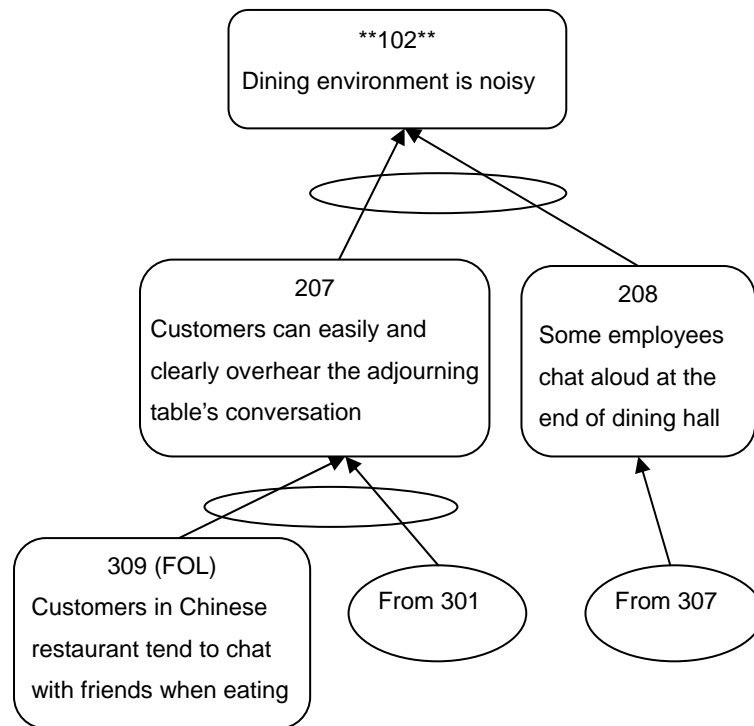 **102**
Dining environment is noisy
207
Customers can easily and
clearly overhear the adjourning
table's conversation
208
Some employees
chat aloud at the
end of dining hall
309 (FOL)
Customers in Chinese
restaurant tend to chat
with friends when eating
From 301
From 307